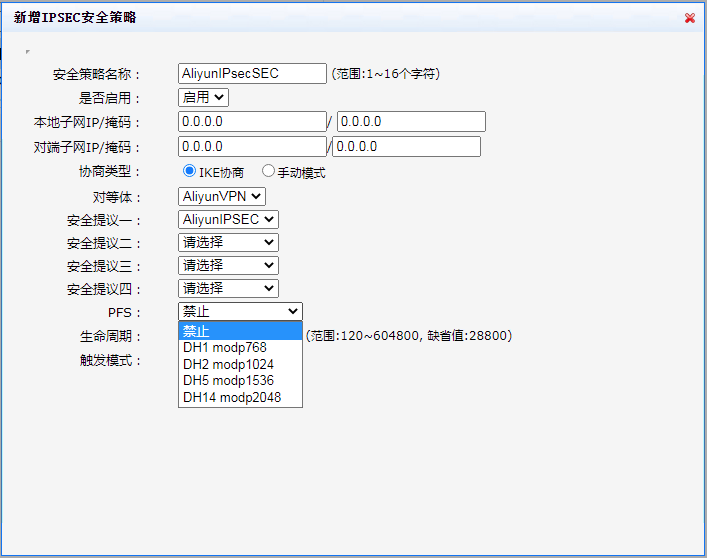 新增IPSEC安全策略
安全策略名称： AliyunIPsecSEC (范围:1~16个字符)
是否启用： 启用
本地子网IP/掩码： 0.0.0.0 / 0.0.0.0
对端子网IP/掩码： 0.0.0.0 / 0.0.0.0
协商类型： IKE协商 手动模式
对等体： AliyunVPN
安全提议一： AliyunIPSEC
安全提议二： 请选择
安全提议三： 请选择
安全提议四： 请选择
PFS： 禁止
禁止
生命周期： (范围:120~604800, 缺省值:28800)
DH1 modp768
触发模式： DH2 modp1024
DH5 modp1536
DH14 modp2048